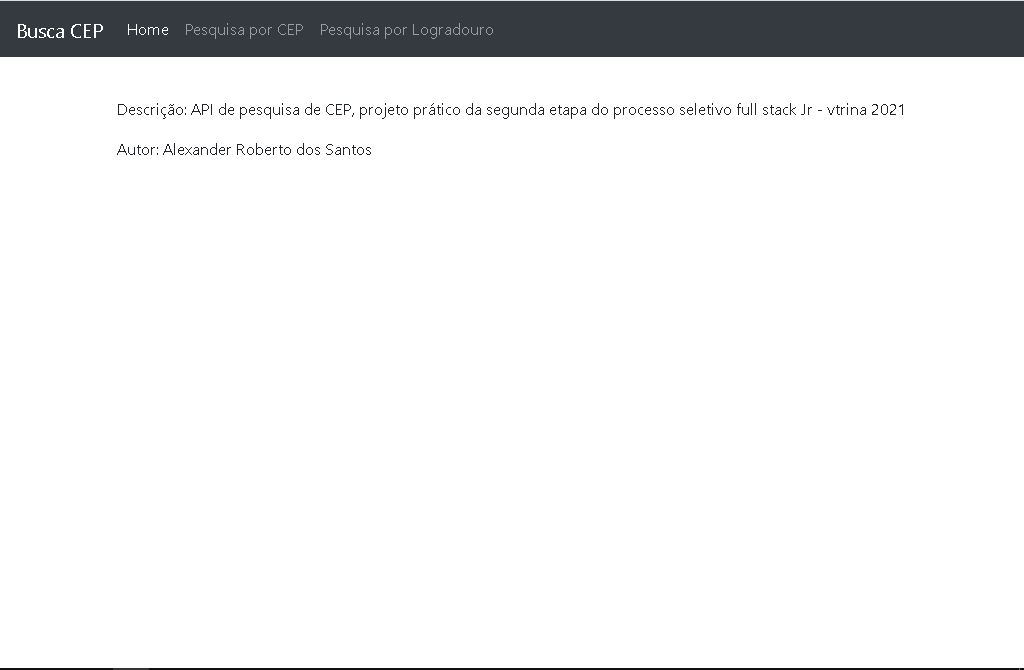 Busca CEP Home Pesquisa por CEP Pesquisa por Logradouro
Descrição: API de pesquisa de CEP, projeto prático da segunda etapa do processo seletivo full stack Jr - vtrina 2021
Autor: Alexander Roberto dos Santos